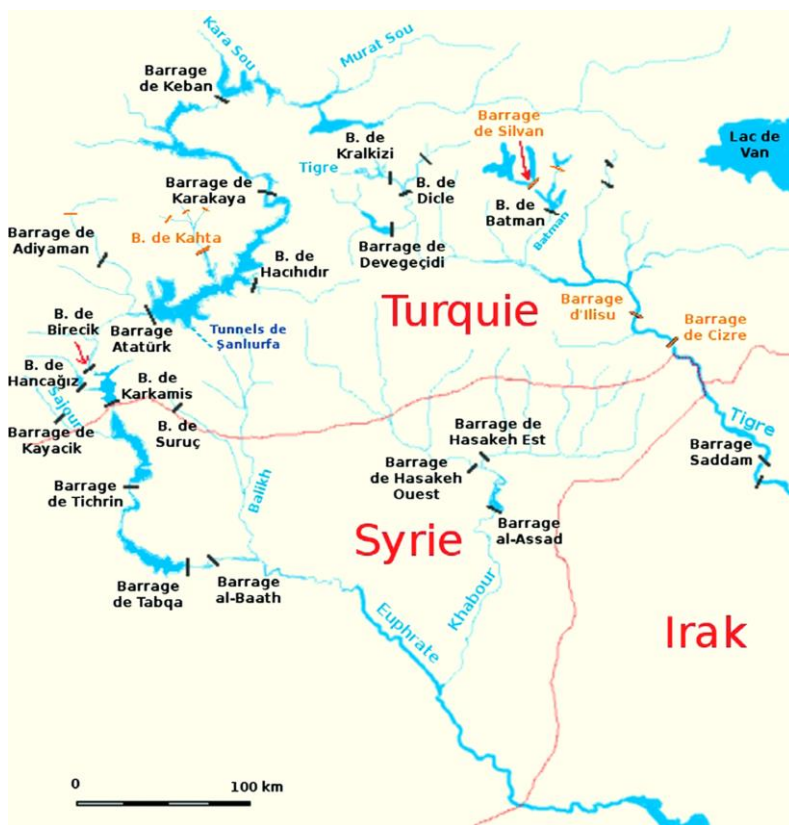 Kara Sou
Murat Sou
Barrage
de Keban
Barrage
de Silvan
Lac de
Van
B. de
Kralkizi
Tigre
B. de
Dicle
B. de
Batman
Batman
Barrage de
Karakaya
Barrage de
Adiyaman
B. de Kahta
Barrage de
Devegeçidi
B. de
Hacıhıdır
Turquie
B. de
Birecik
Barrage
Atatürk
Tunnels de
Şanlıurfa
Barrage
d'Ilisu
Barrage
de Cizre
B. de
Hancağız
B. de
Karkamis
Sajour
Barrage de
Kayacik
B. de
Suruç
Tigre
Barrage de
Hasakeh Est
Barrage
Saddam
Barrage
de Hasakeh
Ouest
Barrage
de Tichrin
Balikh
Syrie
Barrage
al-Assad
Barrage
de Tabqa
Barrage
al-Baath
Euphrate
Khabour
Irak
0
100 km